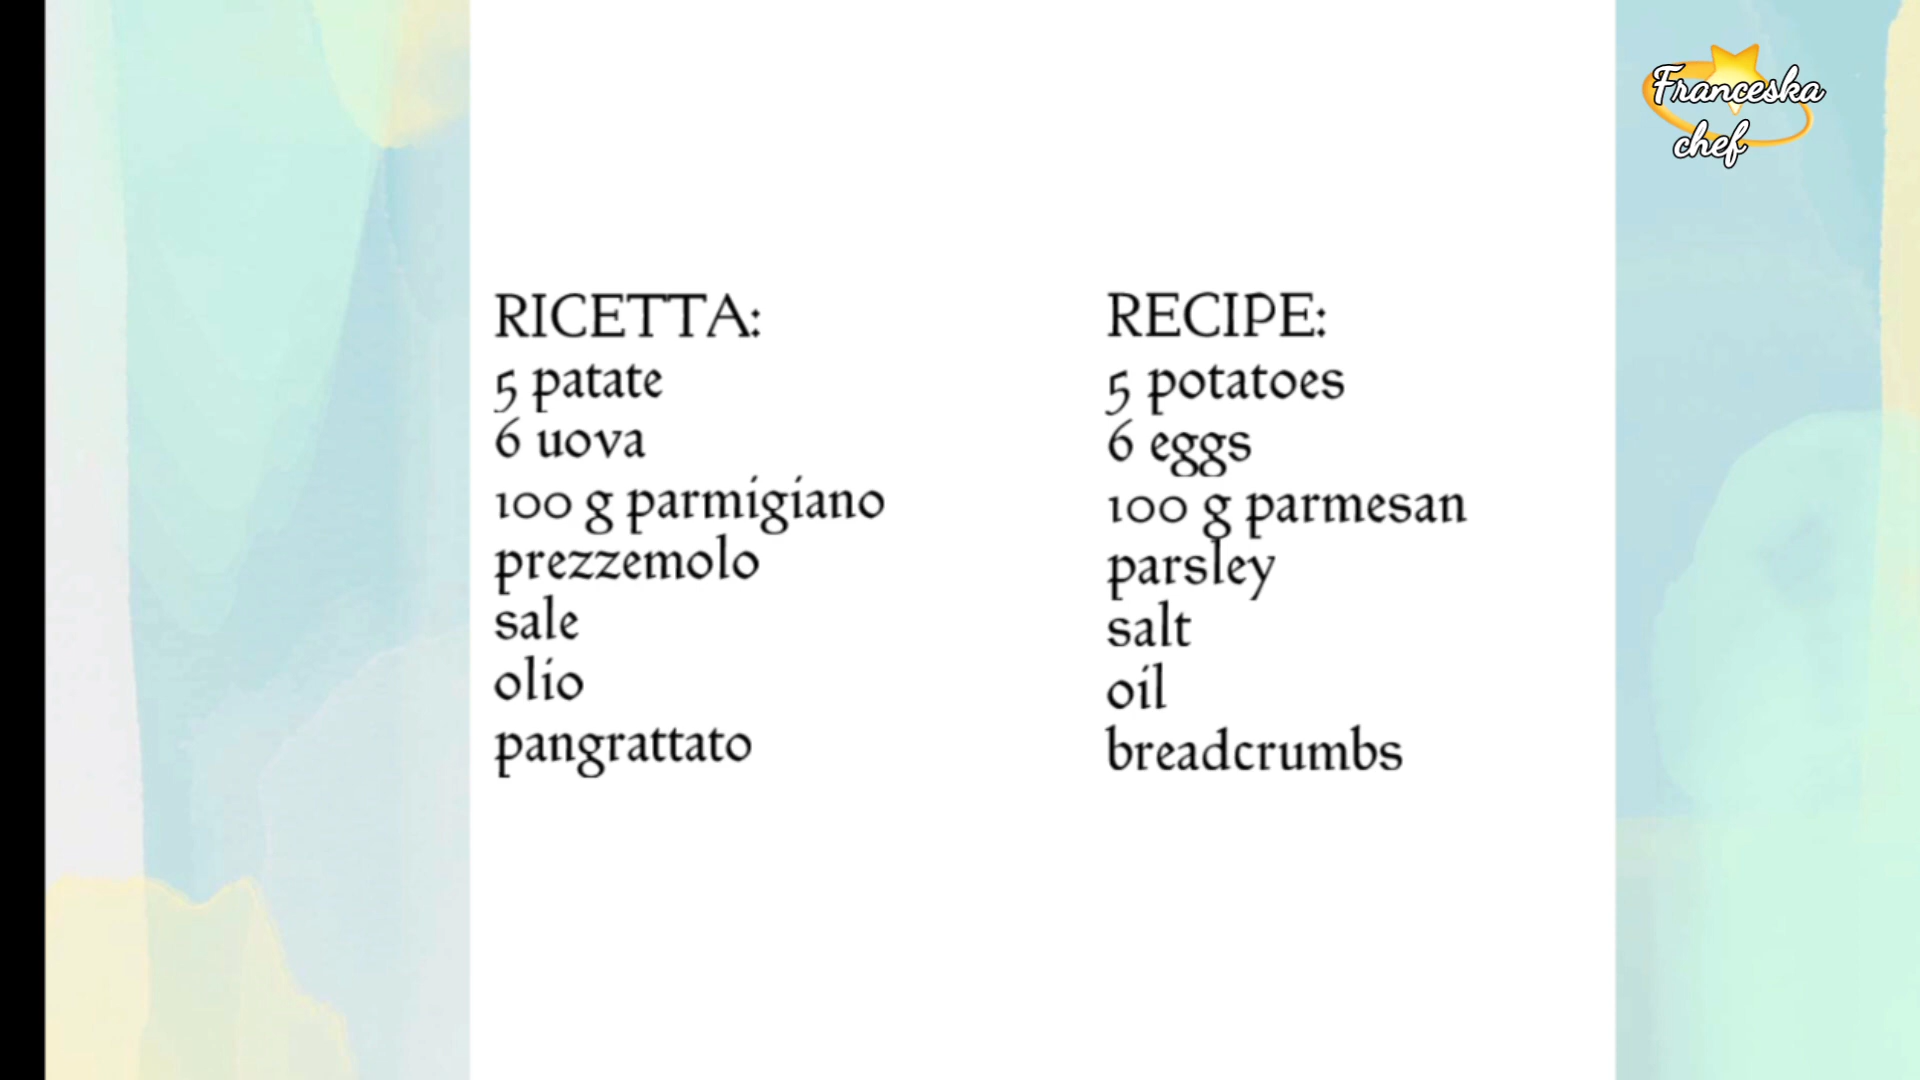 RICETTA:
5 patate
6 uova
100 g parmigiano
prezzemolo
sale
olio
pangrattato
RECIPE:
5 potatoes
6 eggs
100 g parmesan
parsley
salt
oil
breadcrumbs
Franceska
chef